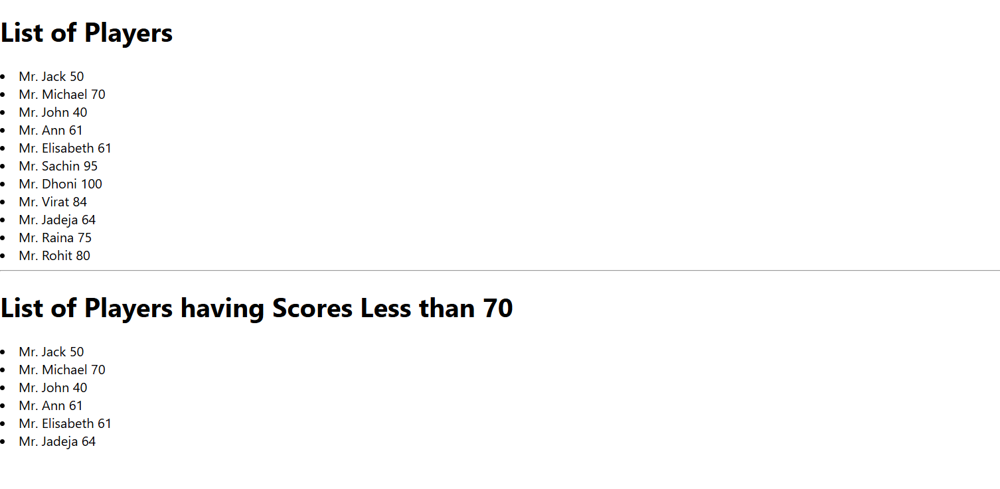 List of Players
Mr. Jack 50
Mr. Michael 70
Mr. John 40
Mr. Ann 61
Mr. Elisabeth 61
Mr. Sachin 95
Mr. Dhoni 100
Mr. Virat 84
Mr. Jadeja 64
Mr. Raina 75
Mr. Rohit 80
List of Players having Scores Less than 70
Mr. Jack 50
Mr. Michael 70
Mr. John 40
Mr. Ann 61
Mr. Elisabeth 61
Mr. Jadeja 64